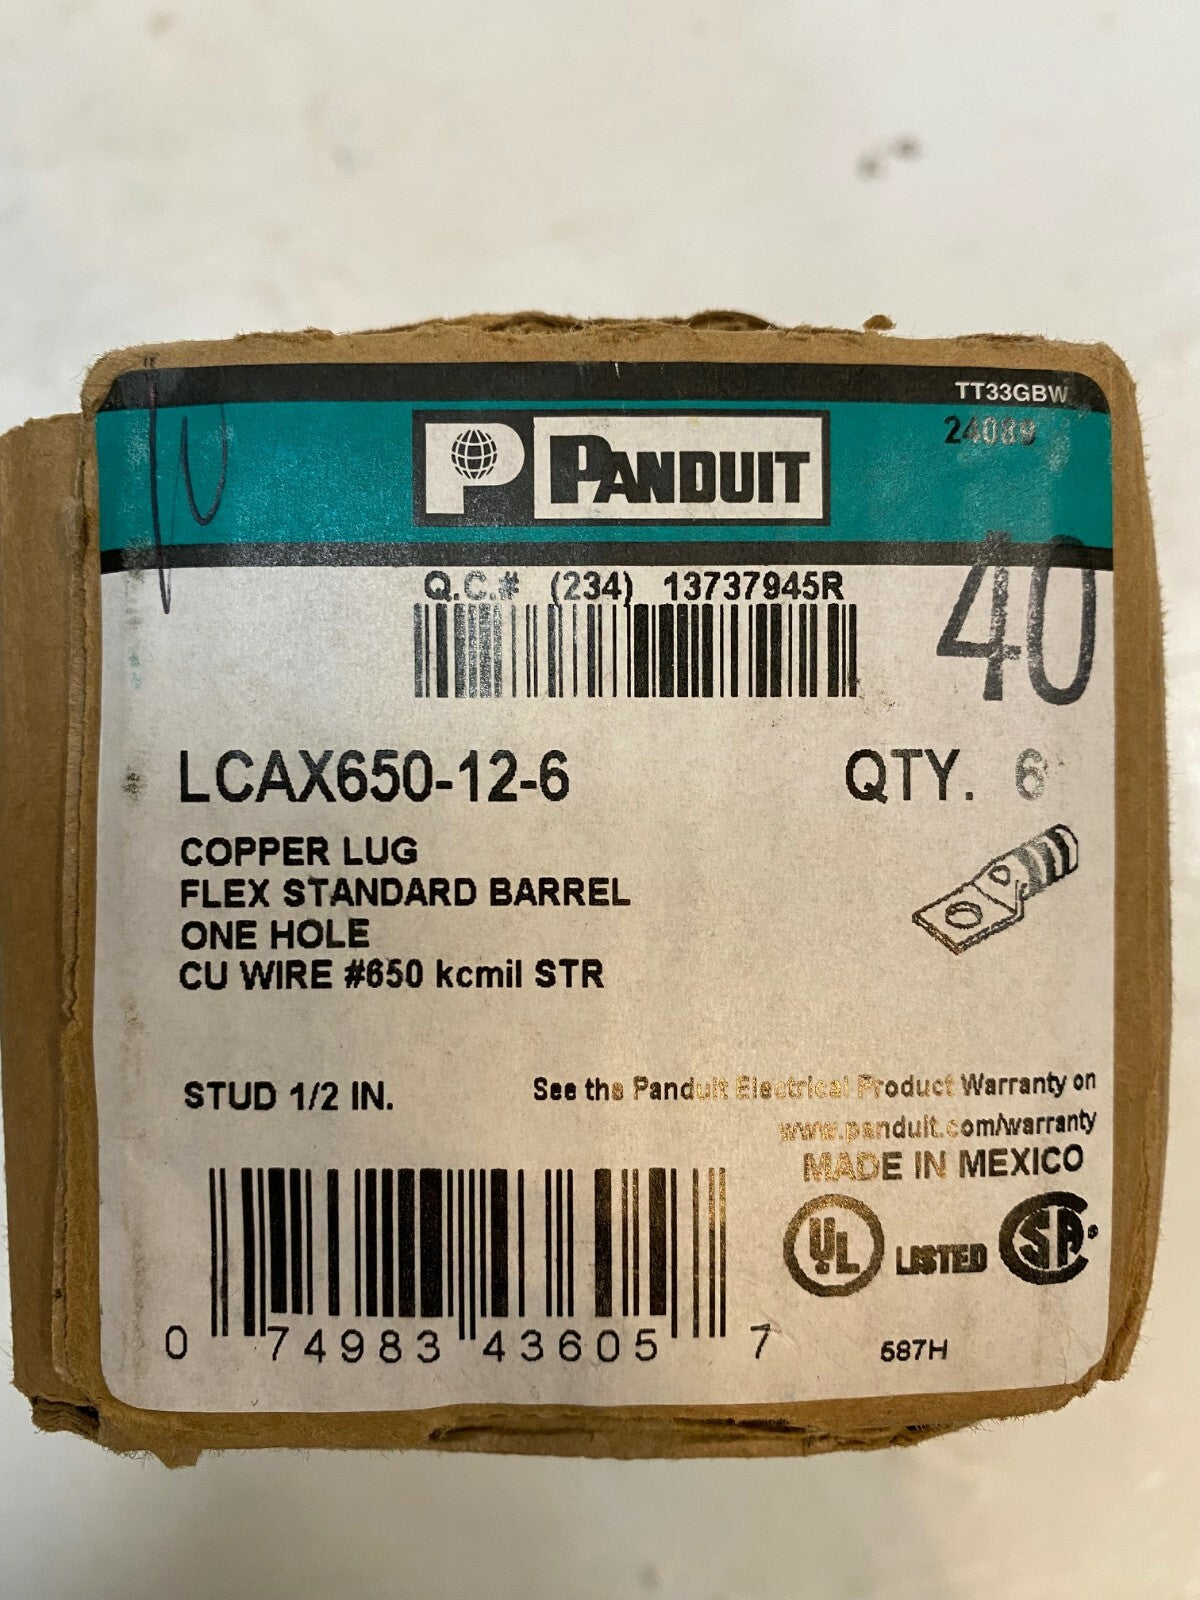 TT33GBW
24089
P PANDUIT
Q.C.# (234) 13737945R
40
LCAX650-12-6 QTY. 6
COPPER LUG
FLEX STANDARD BARREL
ONE HOLE
CU WIRE #650 kcmil STR
STUD 1/2 IN.
See the Panduit Electrical Product Warranty on
www.panduit.com/warranty
MADE IN MEXICO
UL LISTED SA®
0 74983 43605 7
587H